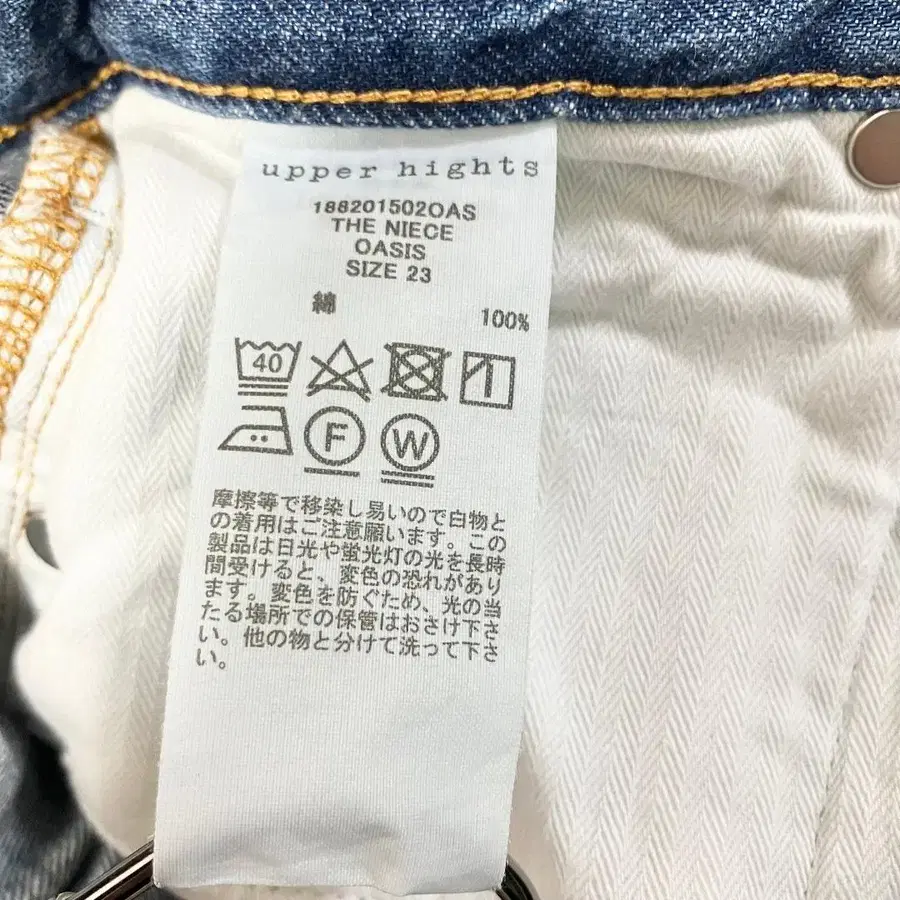 upper hights
188201502OAS
THE NIECE
OASIS
SIZE 23
綿 100%
40
F W
摩擦等で移染し易いので白物と
の着用はご注意願います。この
製品は日光や蛍光灯の光を長時
間受けると、変色の恐れがあり
ます。変色を防ぐため、光の当
たる場所での保管はおさけ下さ
い。他の物と分けて洗って下さ
い。